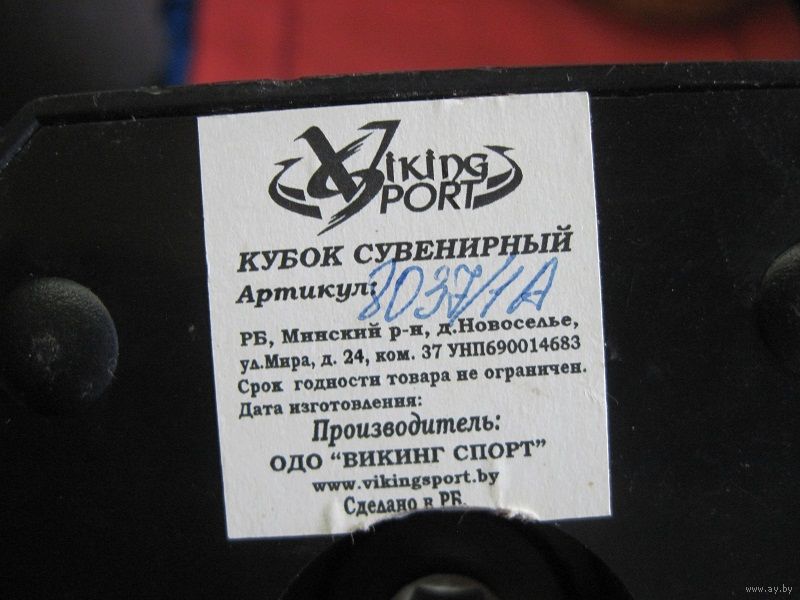 Viking
Sport
КУБОК СУВЕНИРНЫЙ
Артикул: 8037/1А
РБ, Минский р-н, д.Новоселье,
ул.Мира, д. 24, ком. 37 УНП690014683
Срок годности товара не ограничен.
Дата изготовления:
Производитель:
ОДО "ВИКИНГ СПОРТ"
www.vikingsport.by
Сделано в РБ.
www.ay.by